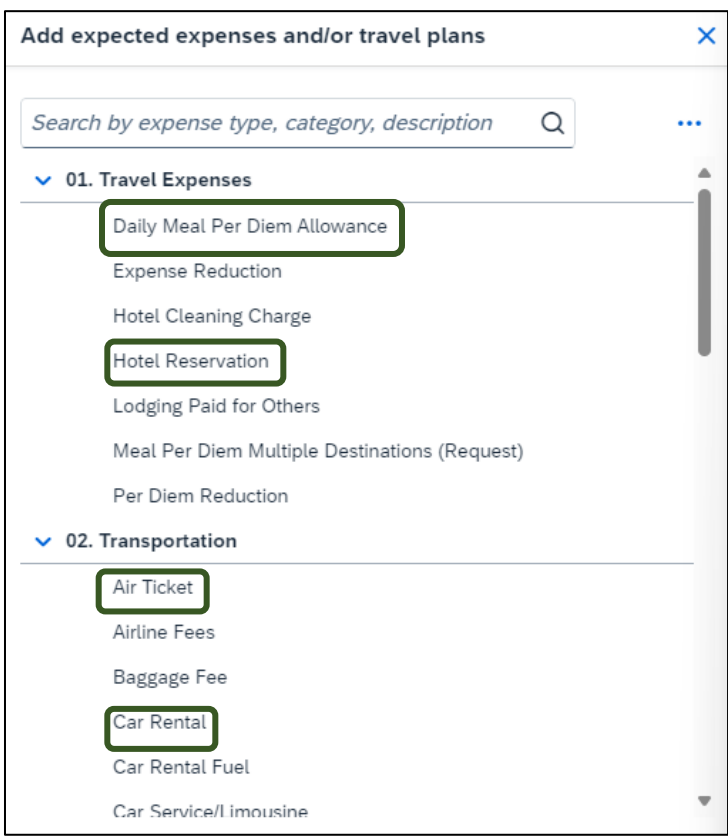 Add expected expenses and/or travel plans
Search by expense type, category, description
01. Travel Expenses
Daily Meal Per Diem Allowance
Expense Reduction
Hotel Cleaning Charge
Hotel Reservation
Lodging Paid for Others
Meal Per Diem Multiple Destinations (Request)
Per Diem Reduction
02. Transportation
Air Ticket
Airline Fees
Baggage Fee
Car Rental
Car Rental Fuel
Car Service/Limousine